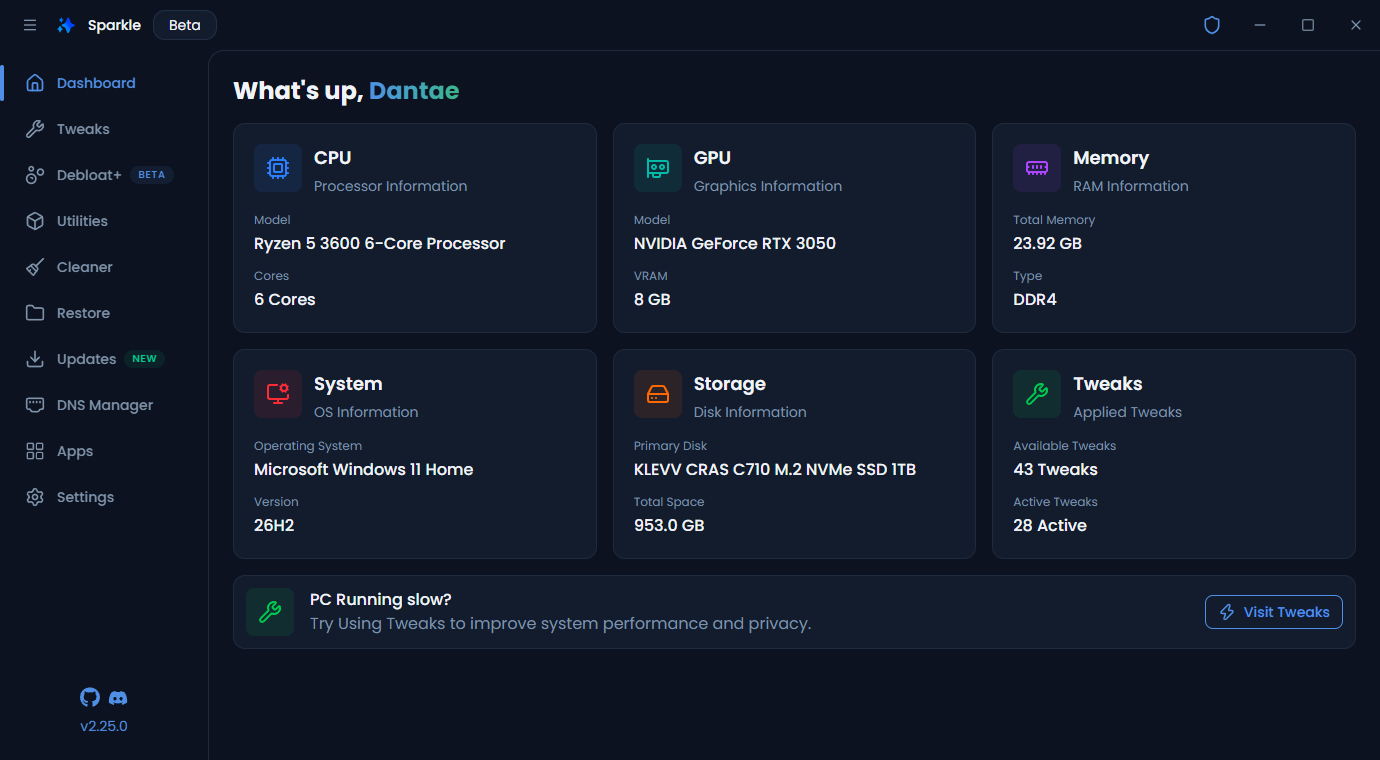 Sparkle Beta
Dashboard
Tweaks
Debloat+ BETA
Utilities
Cleaner
Restore
Updates NEW
DNS Manager
Apps
Settings
v2.25.0
What's up, Dantae
CPU
Processor Information
Model
Ryzen 5 3600 6-Core Processor
Cores
6 Cores
GPU
Graphics Information
Model
NVIDIA GeForce RTX 3050
VRAM
8 GB
Memory
RAM Information
Total Memory
23.92 GB
Type
DDR4
System
OS Information
Operating System
Microsoft Windows 11 Home
Version
26H2
Storage
Disk Information
Primary Disk
KLEVV CRAS C710 M.2 NVMe SSD 1TB
Total Space
953.0 GB
Tweaks
Applied Tweaks
Available Tweaks
43 Tweaks
Active Tweaks
28 Active
PC Running slow?
Try Using Tweaks to improve system performance and privacy.
Visit Tweaks